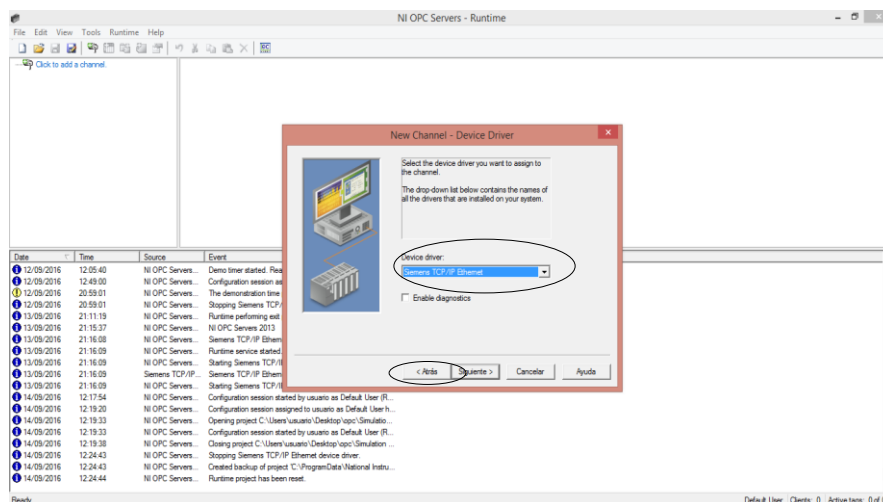 NI OPC Servers - Runtime
File Edit View Tools Runtime Help
Click to add a channel.
New Channel - Device Driver
Select the device driver you want to assign to
the channel.
The drop-down list below contains the names of
all the drivers that are installed on your system.
Device driver:
Siemens TCP/IP Ethernet
Enable diagnostics
< Atrás Siguiente > Cancelar Ayuda
Date Time Source Event
12/09/2016 12:05:40 NI OPC Servers... Demo timer started. Rea
12/09/2016 12:49:00 NI OPC Servers... Configuration session as
12/09/2016 20:59:01 NI OPC Servers... The demonstration time
12/09/2016 20:59:01 NI OPC Servers... Stopping Siemens TCP/
13/09/2016 21:11:19 NI OPC Servers... Runtime performing exit
13/09/2016 21:15:37 NI OPC Servers... NI OPC Servers 2013
13/09/2016 21:16:08 NI OPC Servers... Siemens TCP/IP Ethern
13/09/2016 21:16:09 NI OPC Servers... Runtime service started.
13/09/2016 21:16:09 NI OPC Servers... Starting Siemens TCP/I
13/09/2016 21:16:09 Siemens TCP/IP... Siemens TCP/IP Ethern
13/09/2016 21:16:09 NI OPC Servers... Starting Siemens TCP/I
14/09/2016 12:17:54 NI OPC Servers... Configuration session started by usuario as Default User (R...
14/09/2016 12:19:20 NI OPC Servers... Configuration session assigned to usuario as Default User h...
14/09/2016 12:19:33 NI OPC Servers... Opening project C:\Users\usuario\Desktop\opc\Simulatio...
14/09/2016 12:19:33 NI OPC Servers... Configuration session started by usuario as Default User (R...
14/09/2016 12:19:38 NI OPC Servers... Closing project C:\Users\usuario\Desktop\opc\Simulation ...
14/09/2016 12:24:43 NI OPC Servers... Stopping Siemens TCP/IP Ethernet device driver.
14/09/2016 12:24:43 NI OPC Servers... Created backup of project 'C:\ProgramData\National Instru...
14/09/2016 12:24:44 NI OPC Servers... Runtime project has been reset.
Ready Default User Clients: 0 Active tags: 0 of